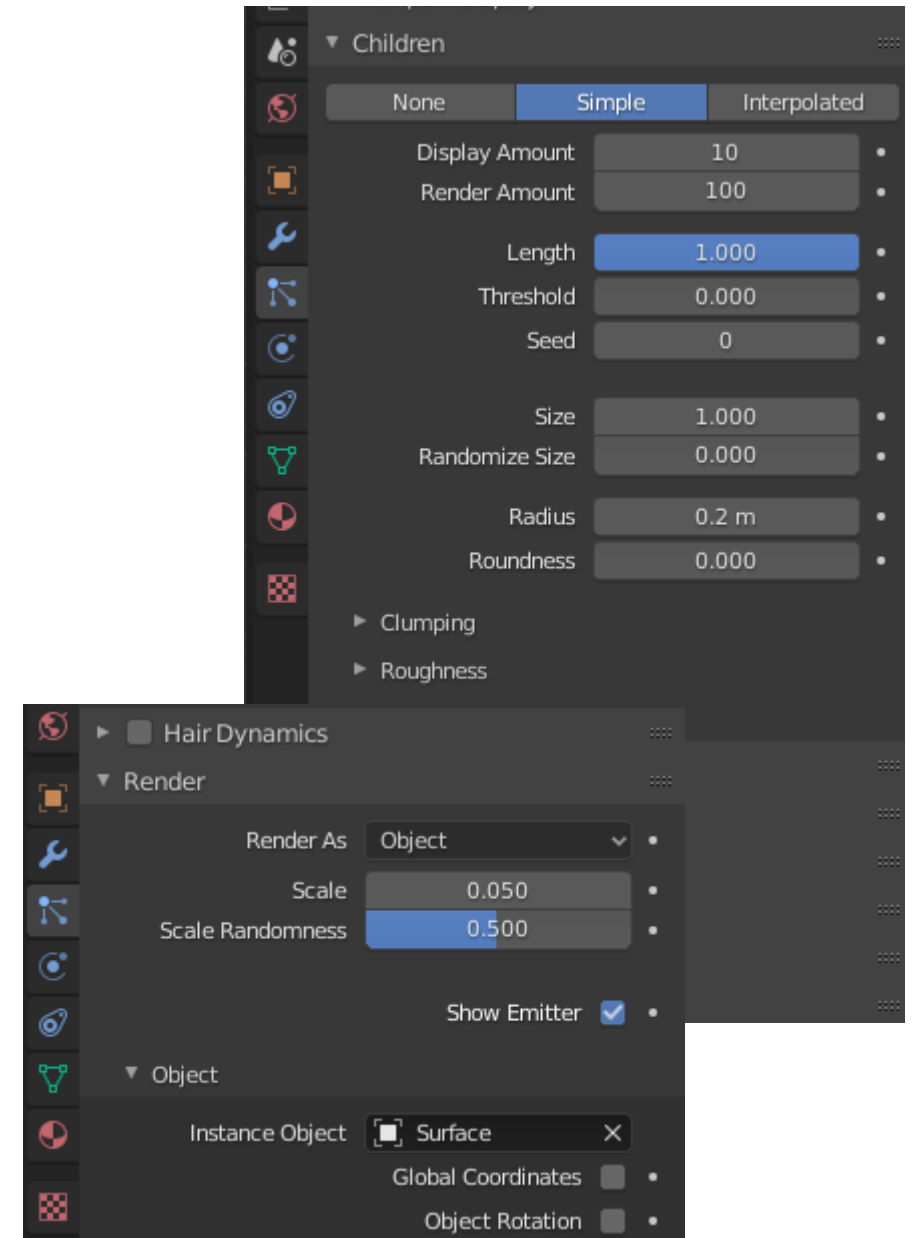 Children
None Simple Interpolated
Display Amount 10
Render Amount 100
Length 1.000
Threshold 0.000
Seed 0
Size 1.000
Randomize Size 0.000
Radius 0.2 m
Roundness 0.000
Clumping
Roughness
Hair Dynamics
Render
Render As Object
Scale 0.050
Scale Randomness 0.500
Show Emitter
Object
Instance Object Surface
Global Coordinates
Object Rotation